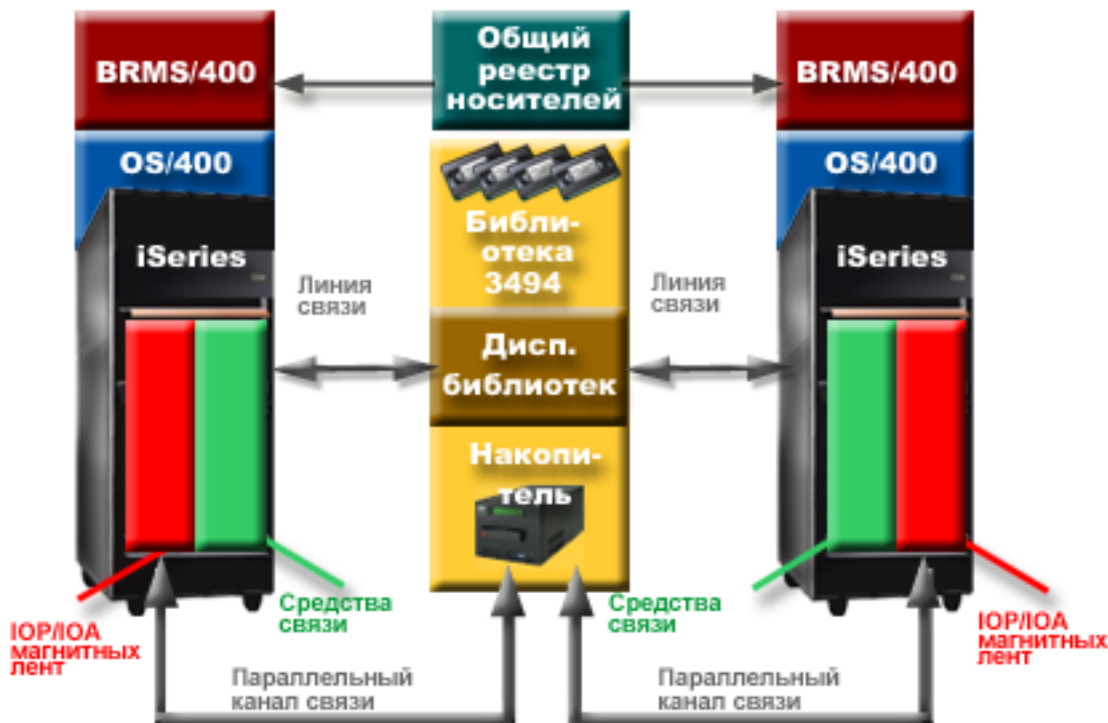 BRMS/400
Общий
реестр
носителей
BRMS/400
OS/400
OS/400
iSeries
iSeries
Библи-
отека
3494
Линия
связи
Линия
связи
Дисп.
библиотек
Накопи-
тель
Средства
связи
Средства
связи
IOP/IOA
магнитных
лент
IOP/IOA
магнитных
лент
Параллельный
канал связи
Параллельный
канал связи